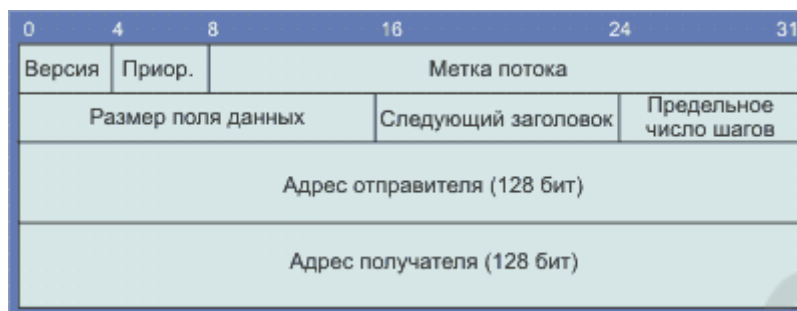 0 4 8 16 24 31
Версия Приор. Метка потока
Размер поля данных Следующий заголовок Предельное
число шагов
Адрес отправителя (128 бит)
Адрес получателя (128 бит)